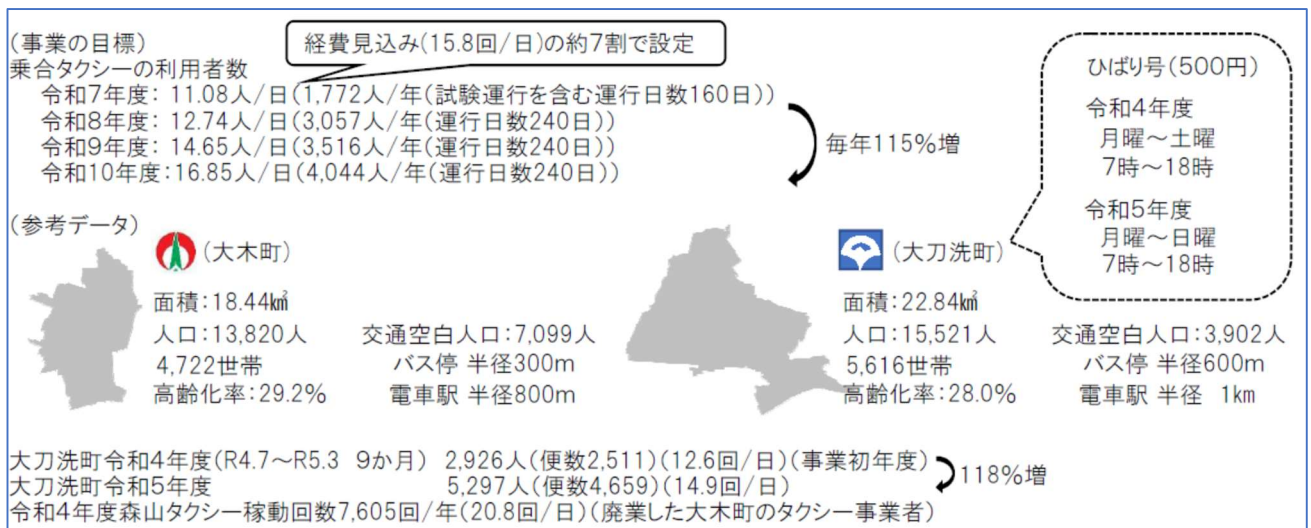 (事業の目標)
経費見込み(15.8回/日)の約7割で設定
乗合タクシーの利用者数
令和7年度: 11.08人/日(1,772人/年(試験運行を含む運行日数160日))
令和8年度: 12.74人/日(3,057人/年(運行日数240日))
令和9年度: 14.65人/日(3,516人/年(運行日数240日))
令和10年度:16.85人/日(4,044人/年(運行日数240日))
毎年115%増
ひばり号(500円)
令和4年度
月曜~土曜
7時~18時
令和5年度
月曜~日曜
7時~18時
(参考データ)
(大木町)
面積:18.44㎢
人口:13,820人
4,722世帯
高齢化率:29.2%
交通空白人口:7,099人
バス停 半径300m
電車駅 半径800m
(大刀洗町)
面積:22.84㎢
人口:15,521人
5,616世帯
高齢化率:28.0%
交通空白人口:3,902人
バス停 半径600m
電車駅 半径 1km
大刀洗町令和4年度(R4.7~R5.3 9か月) 2,926人(便数2,511)(12.6回/日)(事業初年度)
大刀洗町令和5年度 5,297人(便数4,659)(14.9回/日)
118%増
令和4年度森山タクシー稼動回数7,605回/年(20.8回/日)(廃業した大木町のタクシー事業者)